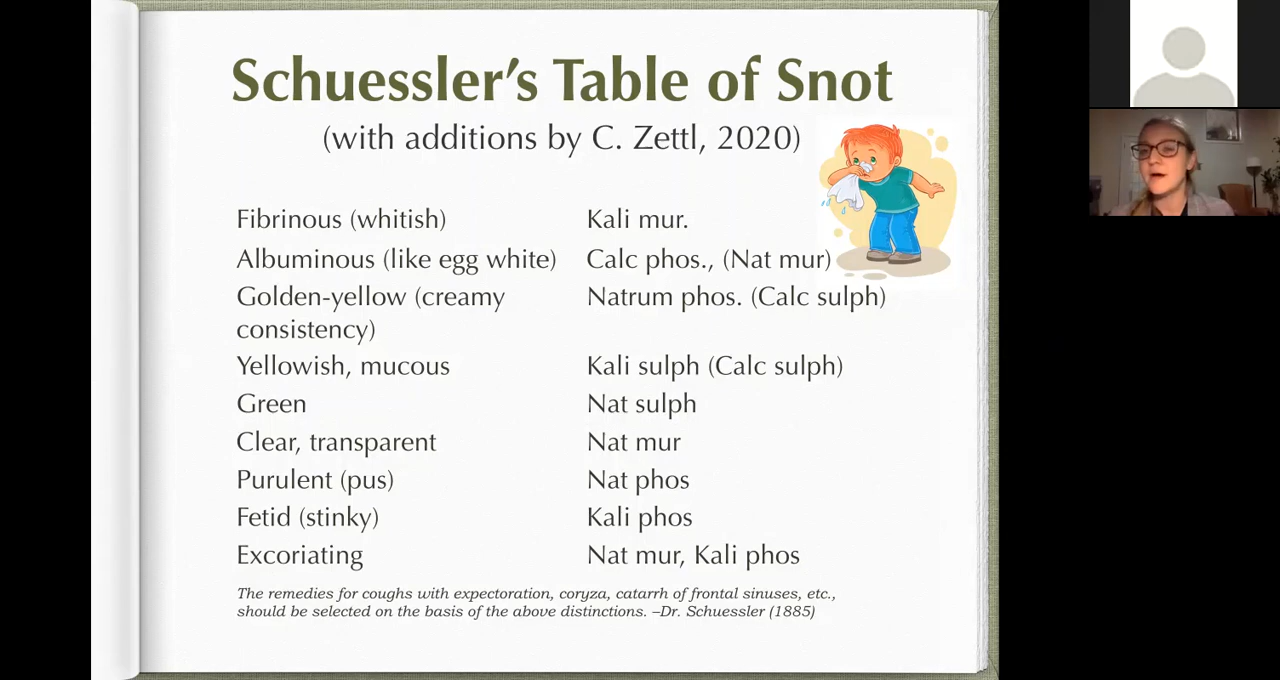 Schuessler's Table of Snot
(with additions by C. Zettl, 2020)
Fibrinous (whitish) Kali mur.
Albuminous (like egg white) Calc phos., (Nat mur)
Golden-yellow (creamy Natrum phos. (Calc sulph)
consistency)
Yellowish, mucous Kali sulph (Calc sulph)
Green Nat sulph
Clear, transparent Nat mur
Purulent (pus) Nat phos
Fetid (stinky) Kali phos
Excoriating Nat mur, Kali phos
The remedies for coughs with expectoration, coryza, catarrh of frontal sinuses, etc.,
should be selected on the basis of the above distinctions. –Dr. Schuessler (1885)